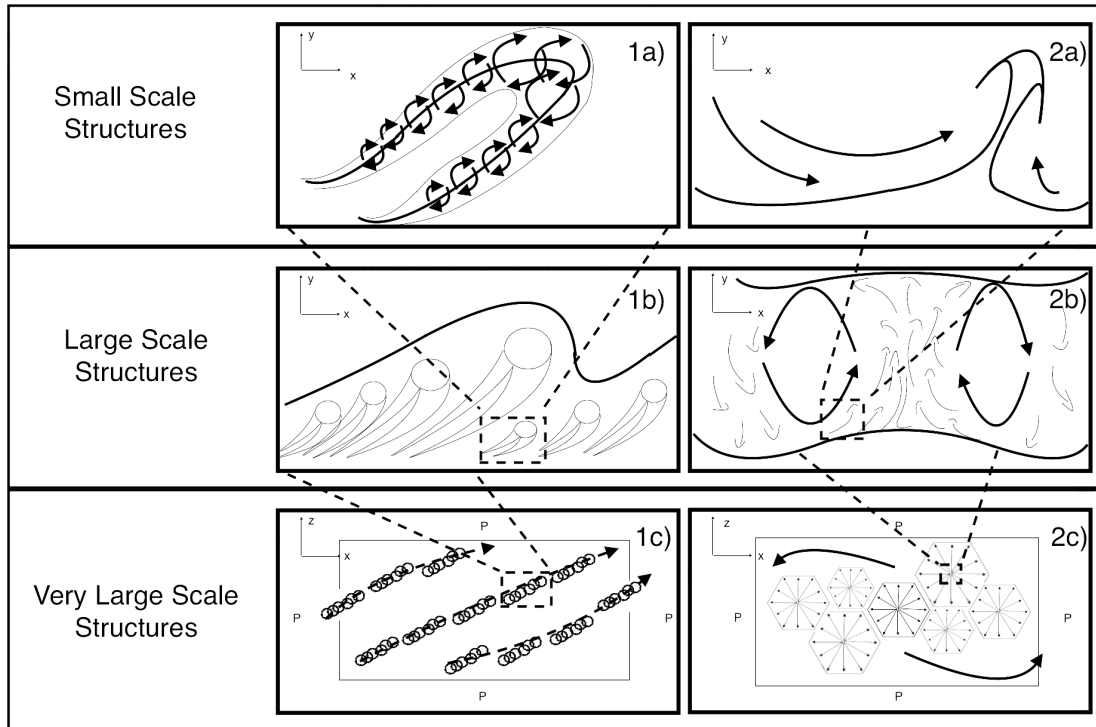 Small Scale
Structures
y
x
1a)
y
x
2a)
Large Scale
Structures
y
x
1b)
y
x
2b)
Very Large Scale
Structures
z
x
P
1c)
P
P
P
z
x
P
2c)
P
P
P